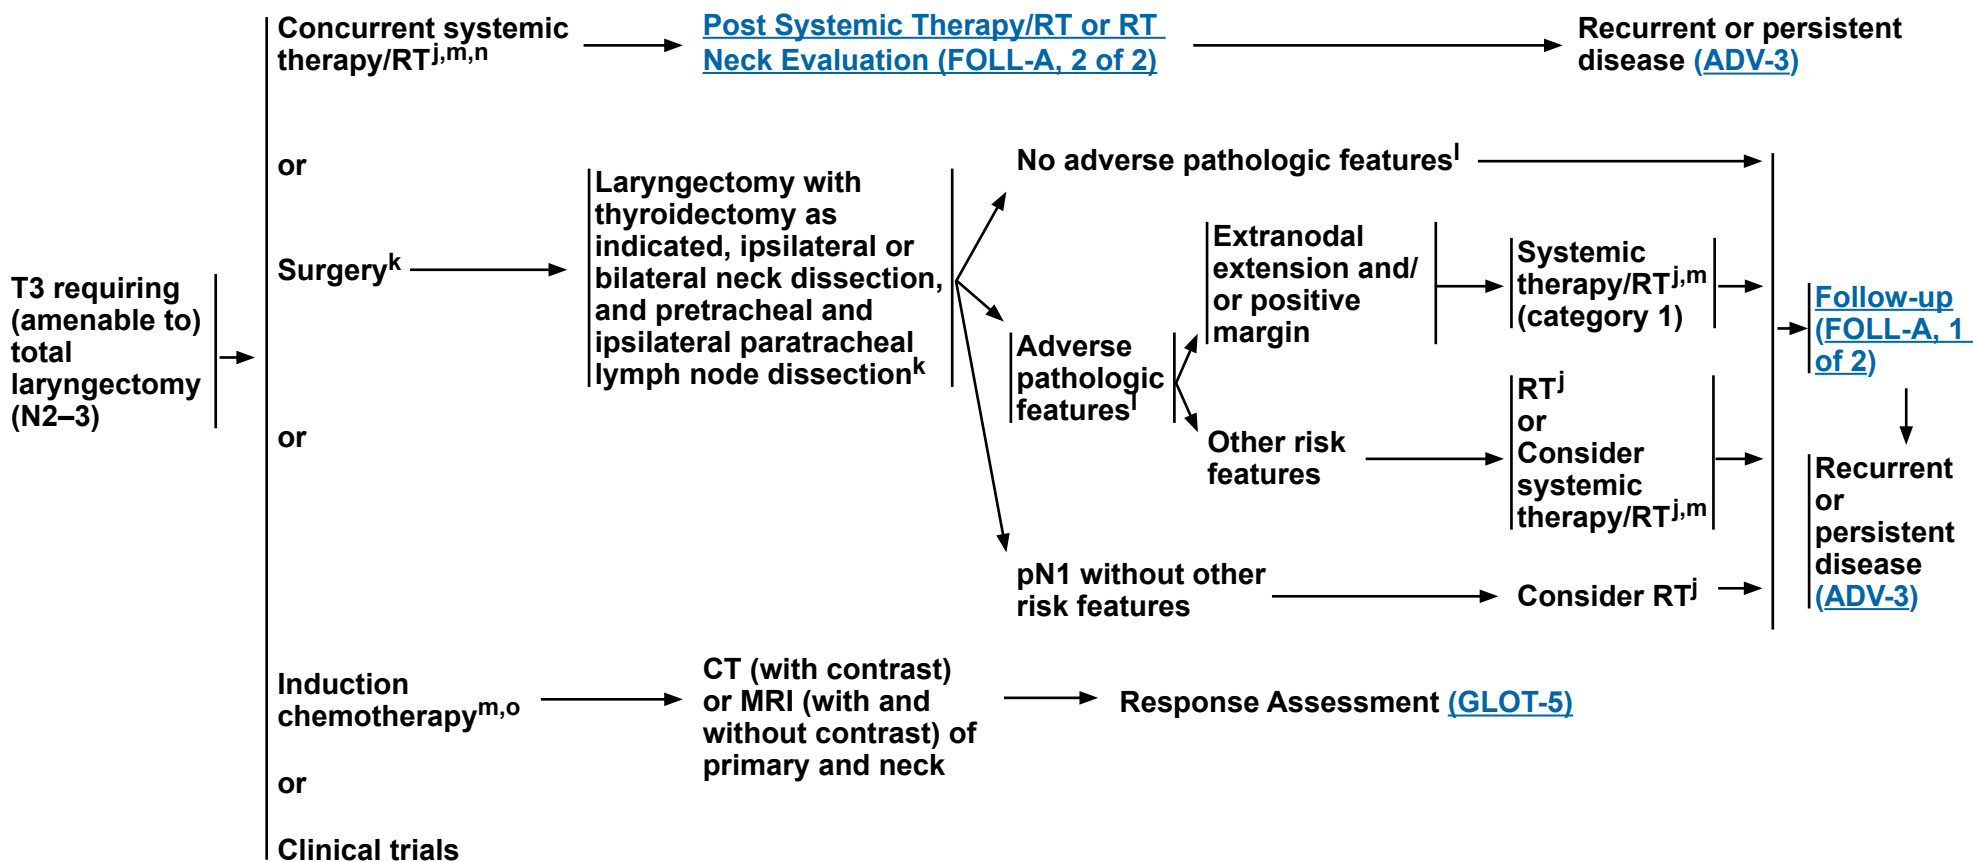 T3 requiring
(amenable to)
total
laryngectomy
(N2–3)
Concurrent systemic
therapy/RTj,m,n
Post Systemic Therapy/RT or RT
Neck Evaluation (FOLL-A, 2 of 2)
Recurrent or persistent
disease (ADV-3)
or
Surgeryk
Laryngectomy with
thyroidectomy as
indicated, ipsilateral or
bilateral neck dissection,
and pretracheal and
ipsilateral paratracheal
lymph node dissectionk
No adverse pathologic featuresl
Adverse
pathologic
featuresl
Extranodal
extension and/
or positive
margin
Systemic
therapy/RTj,m
(category 1)
Other risk
features
RTj
or
Consider
systemic
therapy/RTj,m
pN1 without other
risk features
Consider RTj
Follow-up
(FOLL-A, 1
of 2)
Recurrent
or
persistent
disease
(ADV-3)
or
Induction
chemotherapym,o
CT (with contrast)
or MRI (with and
without contrast) of
primary and neck
Response Assessment (GLOT-5)
or
Clinical trials